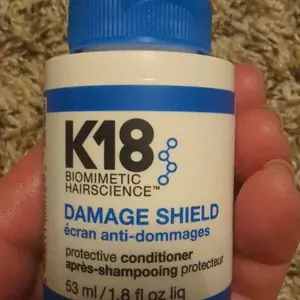 K18
BIOMIMETIC
HAIRSCIENCE™
DAMAGE SHIELD
écran anti-dommages
protective conditioner
après-shampooing protecteur
53 ml / 1.8 fl oz liq